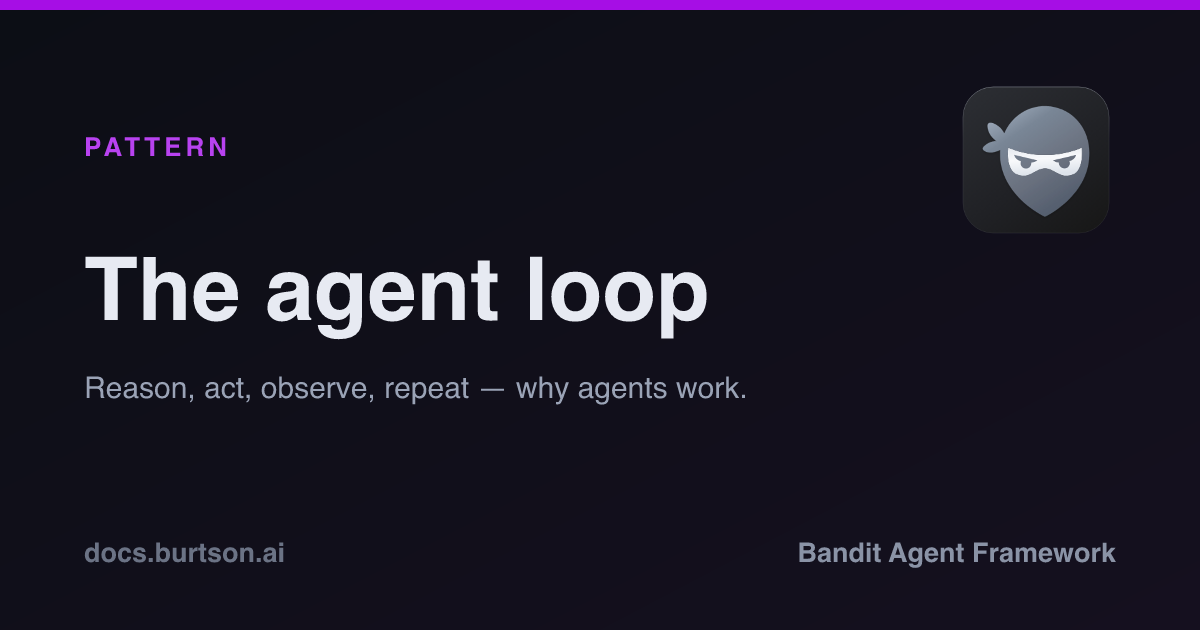 PATTERN
The agent loop
Reason, act, observe, repeat — why agents work.
docs.burtson.ai
Bandit Agent Framework